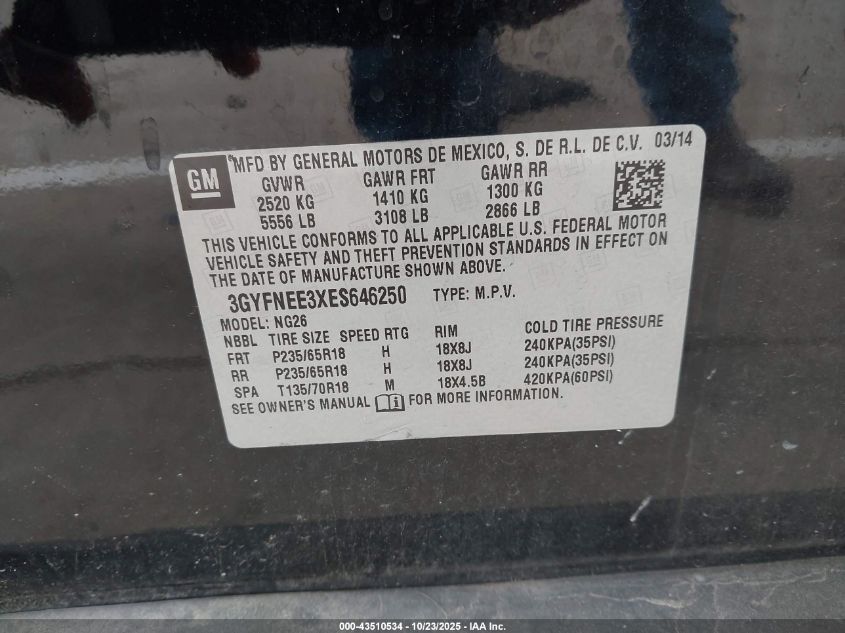 GM
MFD BY GENERAL MOTORS DE MEXICO, S. DE R.L. DE C.V. 03/14
GVWR GAWR FRT GAWR RR
2520 KG 1410 KG 1300 KG
5556 LB 3108 LB 2866 LB
THIS VEHICLE CONFORMS TO ALL APPLICABLE U.S. FEDERAL MOTOR
VEHICLE SAFETY AND THEFT PREVENTION STANDARDS IN EFFECT ON
THE DATE OF MANUFACTURE SHOWN ABOVE.
3GYFNEE3XES646250 TYPE: M.P.V.
MODEL: NG26
NBBL TIRE SIZE SPEED RTG RIM COLD TIRE PRESSURE
FRT P235/65R18 H 18X8J 240KPA(35PSI)
RR P235/65R18 H 18X8J 240KPA(35PSI)
SPA T135/70R18 M 18X4.5B 420KPA(60PSI)
SEE OWNER'S MANUAL i FOR MORE INFORMATION.
000-43510534 - 10/23/2025 - IAA Inc.